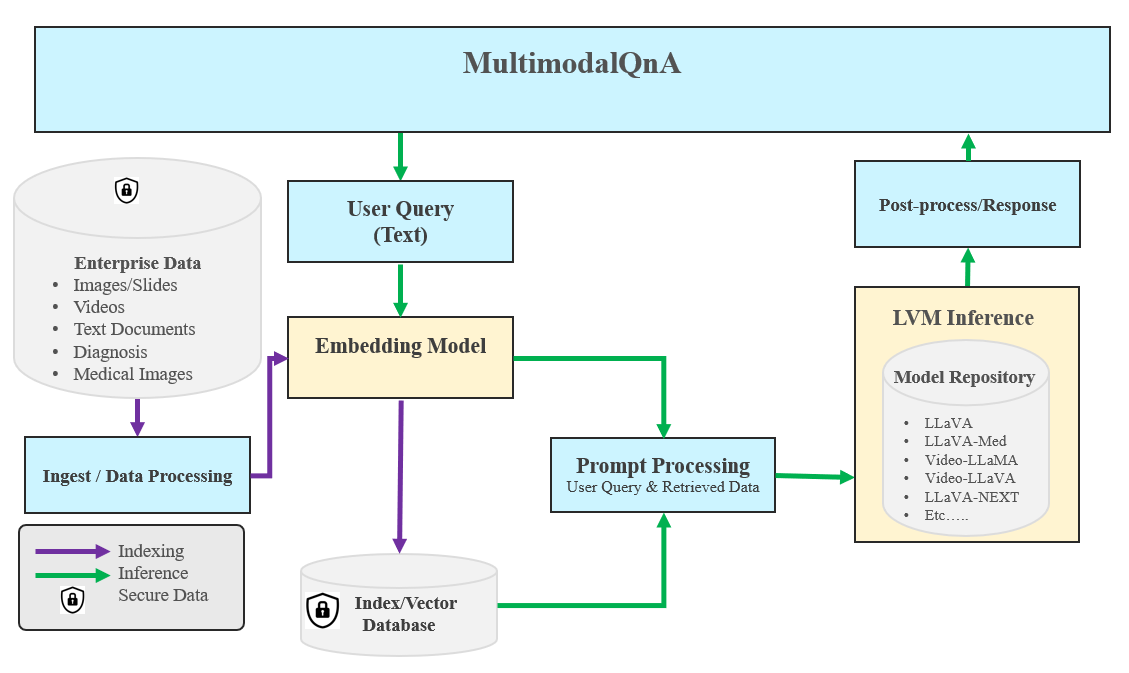 MultimodalQnA
User Query
(Text)
Post-process/Response
Enterprise Data
• Images/Slides
• Videos
• Text Documents
• Diagnosis
• Medical Images
Embedding Model
LVM Inference
Model Repository
• LLaVA
• LLaVA-Med
• Video-LLaMA
• Video-LLaVA
• LLaVA-NEXT
• Etc…..
Ingest / Data Processing
Prompt Processing
User Query & Retrieved Data
Indexing
Inference
Secure Data
Index/Vector
Database